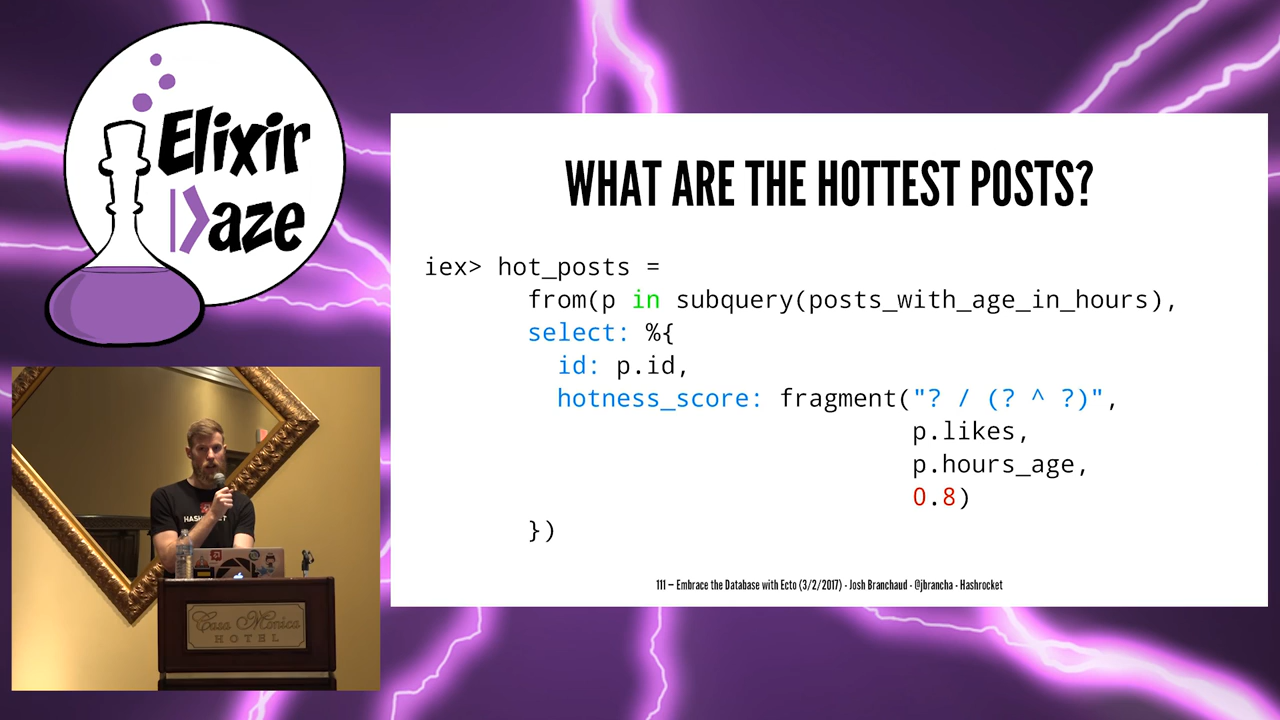 Elixir
Daze
WHAT ARE THE HOTTEST POSTS?
iex> hot_posts =
from(p in subquery(posts_with_age_in_hours),
select: %{
id: p.id,
hotness_score: fragment("? / (? ^ ?)",
p.likes,
p.hours_age,
0.8)
})
111 – Embrace the Database with Ecto (3/2/2017) - Josh Branchaud - @jbrancha - Hashrocket
Casa Monica
HOTEL